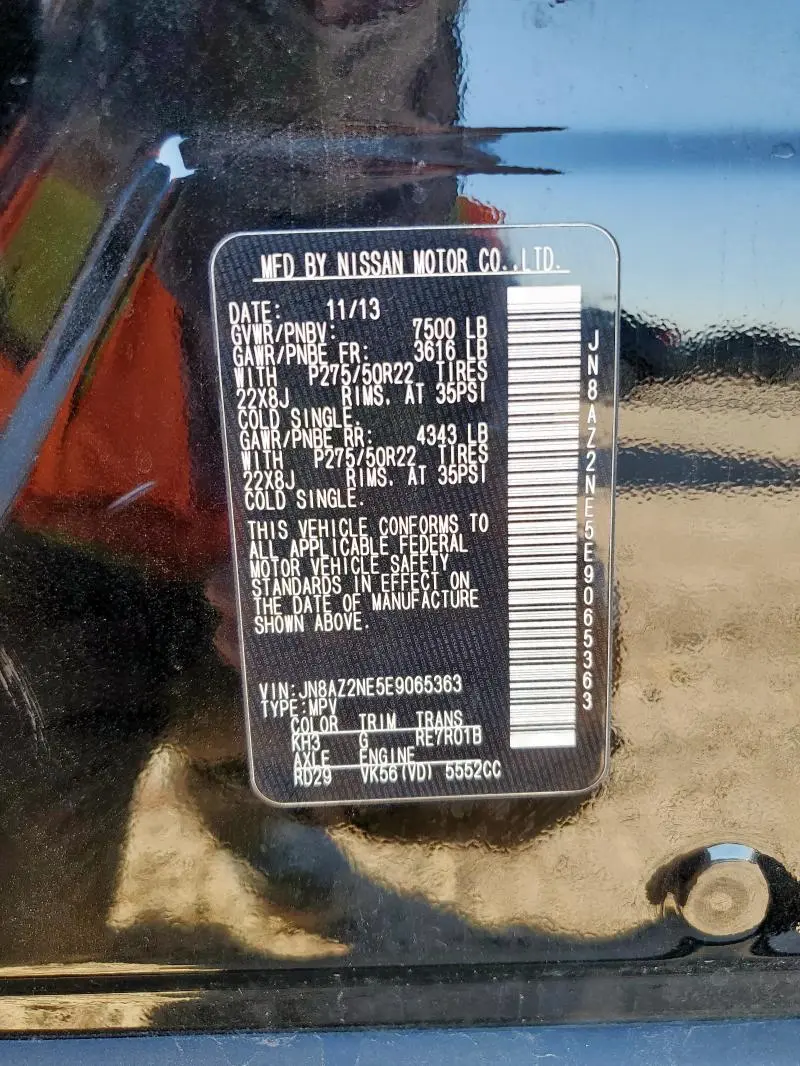 MFD BY NISSAN MOTOR CO.,LTD.
DATE: 11/13
GVWR/PNBV: 7500 LB
GAWR/PNBE FR: 3616 LB
WITH P275/50R22 TIRES
22X8J RIMS. AT 35PSI
COLD SINGLE.
GAWR/PNBE RR: 4343 LB
WITH P275/50R22 TIRES
22X8J RIMS. AT 35PSI
COLD SINGLE.
THIS VEHICLE CONFORMS TO
ALL APPLICABLE FEDERAL
MOTOR VEHICLE SAFETY
STANDARDS IN EFFECT ON
THE DATE OF MANUFACTURE
SHOWN ABOVE.
VIN:JN8AZ2NE5E9065363
TYPE:MPV
COLOR TRIM TRANS
KH3 G RE7R01B
AXLE ENGINE
RD29 VK56(VD) 5552CC
JN8AZ2NE5E9065363